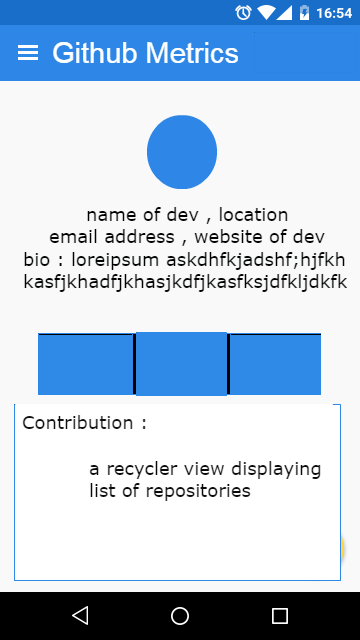 16:54
Github Metrics
name of dev , location
email address , website of dev
bio : loreipsum askdhfkjadshf;hjfkh
kasfjkhadfjkhasjkdfjkasfksjdfkljdkfk
Contribution :
a recycler view displaying
list of repositories